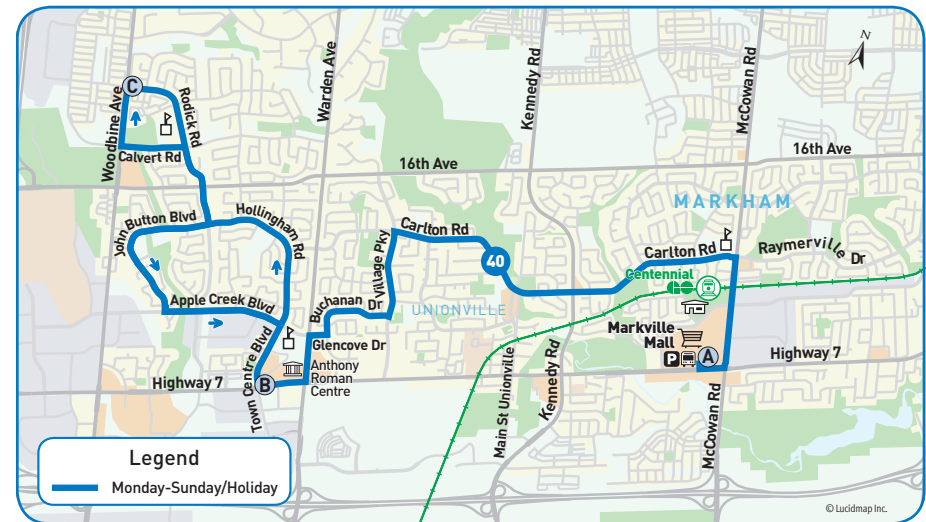 Woodbine Ave
C
Rodick Rd
Calvert Rd
Warden Ave
Kennedy Rd
McCowan Rd
N
16th Ave
16th Ave
MARKHAM
John Button Blvd
Hollingham Rd
Village Pky
Carlton Rd
40
Carlton Rd
Raymerville Dr
Centennial
Apple Creek Blvd
Buchanan Dr
UNIONVILLE
Glencove Dr
Markville
Mall
P
A
Highway 7
Town Centre Blvd
B
Anthony
Roman
Centre
Highway 7
Main St Unionville
Kennedy Rd
McCowan Rd
Legend
Monday-Sunday/Holiday
© Lucidmap Inc.